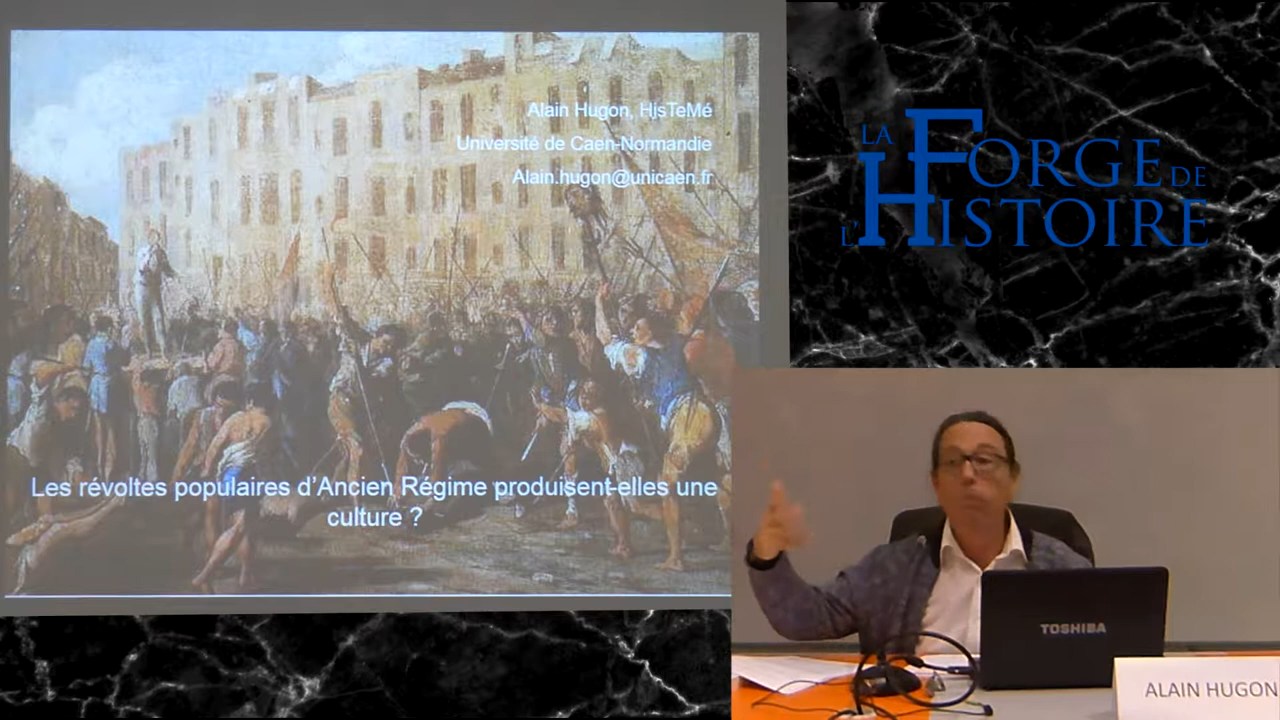 Alain Hugon, HisTeMé
Université de Caen-Normandie
Alain.hugon@unicaen.fr
Les révoltes populaires d'Ancien Régime produisent-elles une
culture ?
LA FORGE DE
L'HISTOIRE
TOSHIBA
ALAIN HUGON